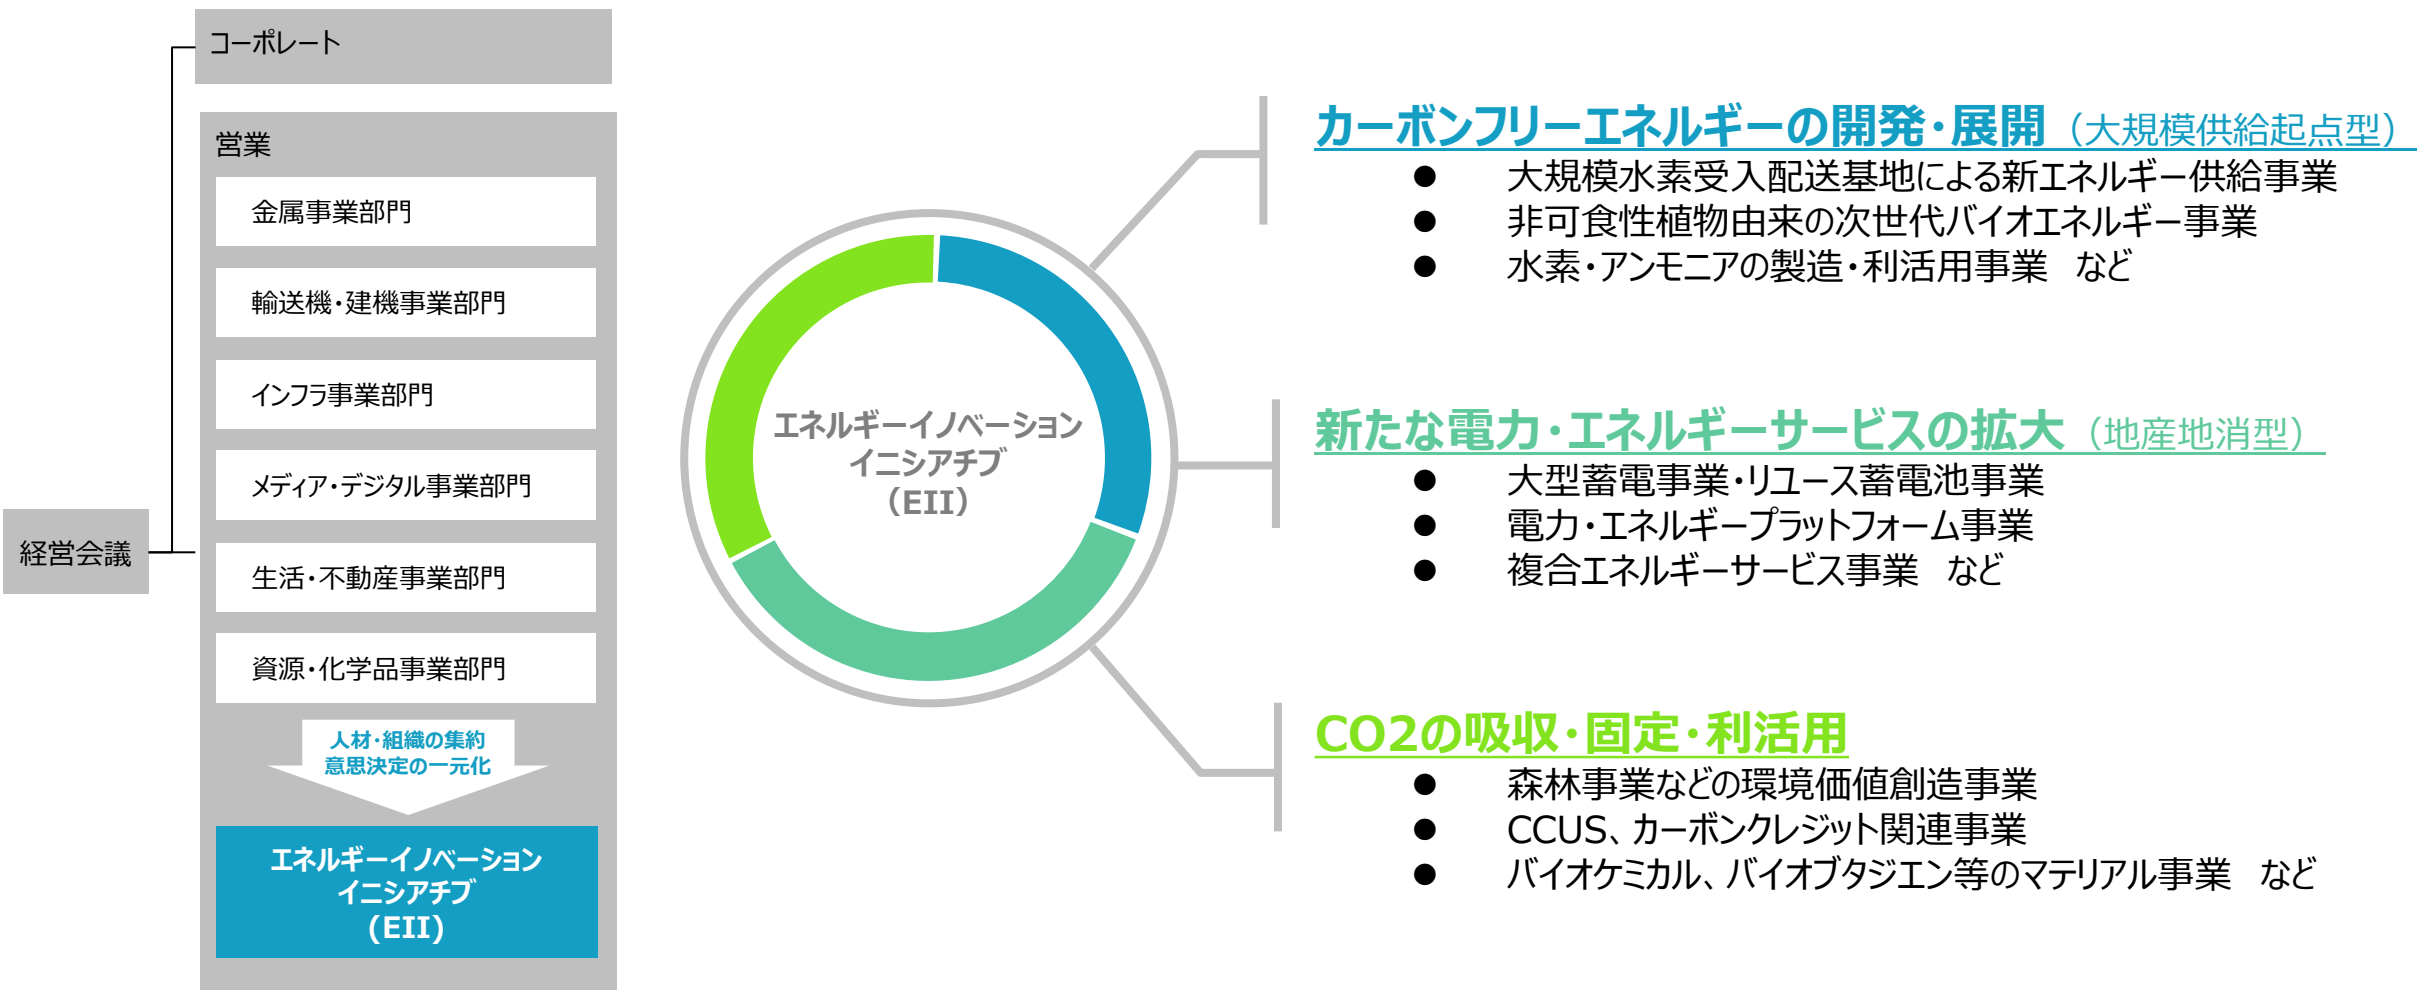 コーポレート
営業
金属事業部門
輸送機・建機事業部門
インフラ事業部門
メディア・デジタル事業部門
生活・不動産事業部門
資源・化学品事業部門
経営会議
人材・組織の集約
意思決定の一元化
エネルギーイノベーション
イニシアチブ
(EII)
エネルギーイノベーション
イニシアチブ
（EII）
カーボンフリーエネルギーの開発・展開（大規模供給起点型）
● 大規模水素受入配送基地による新エネルギー供給事業
● 非可食性植物由来の次世代バイオエネルギー事業
● 水素・アンモニアの製造・利活用事業　など
新たな電力・エネルギーサービスの拡大（地産地消型）
● 大型蓄電事業・リユース蓄電池事業
● 電力・エネルギープラットフォーム事業
● 複合エネルギーサービス事業　など
CO2の吸収・固定・利活用
● 森林事業などの環境価値創造事業
● CCUS、カーボンクレジット関連事業
● バイオケミカル、バイオブタジエン等のマテリアル事業　など